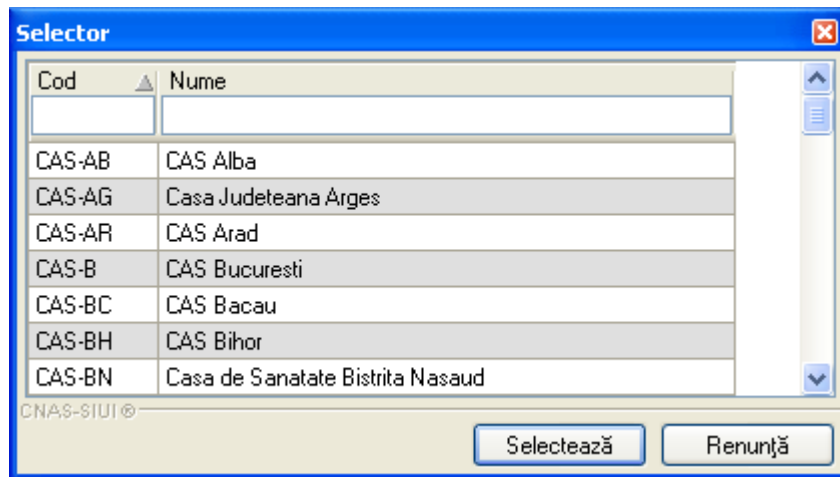 Selector
Cod Nume
CAS-AB CAS Alba
CAS-AG Casa Judeteana Arges
CAS-AR CAS Arad
CAS-B CAS Bucuresti
CAS-BC CAS Bacau
CAS-BH CAS Bihor
CAS-BN Casa de Sanatate Bistrita Nasaud
CNAS-SIUI®
Selectează Renunţă